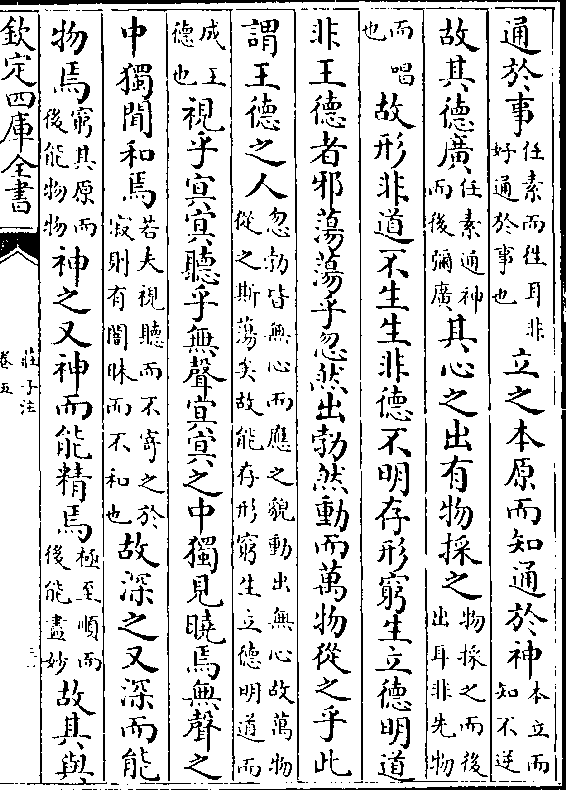 通於事任素而徃耳非好通於事也立之本原而知通於神本立而知不逆
故其德廣任素通神而後彌廣其心之出有物採之物採之而後出耳非先物
而唱也故形非道不生生非德不明存形窮生立德明道
非王德者邪蕩蕩乎忽然出勃然動而萬物從之乎此
謂王德之人忽勃皆無心而應之貌動出無心故萬物從之斯蕩矣故能存形窮生立德明道而
成王德也視乎㝠㝠聽乎無聲㝠㝠之中獨見曉焉無聲之
中獨聞和焉若夫視聽而不寄之於寂則有闇昧而不和也故深之又深而能
物焉窮其原而後能物物神之又神而能精焉極至順而後能盡妙故其與
欽定四庫全書
莊子注
卷五
三